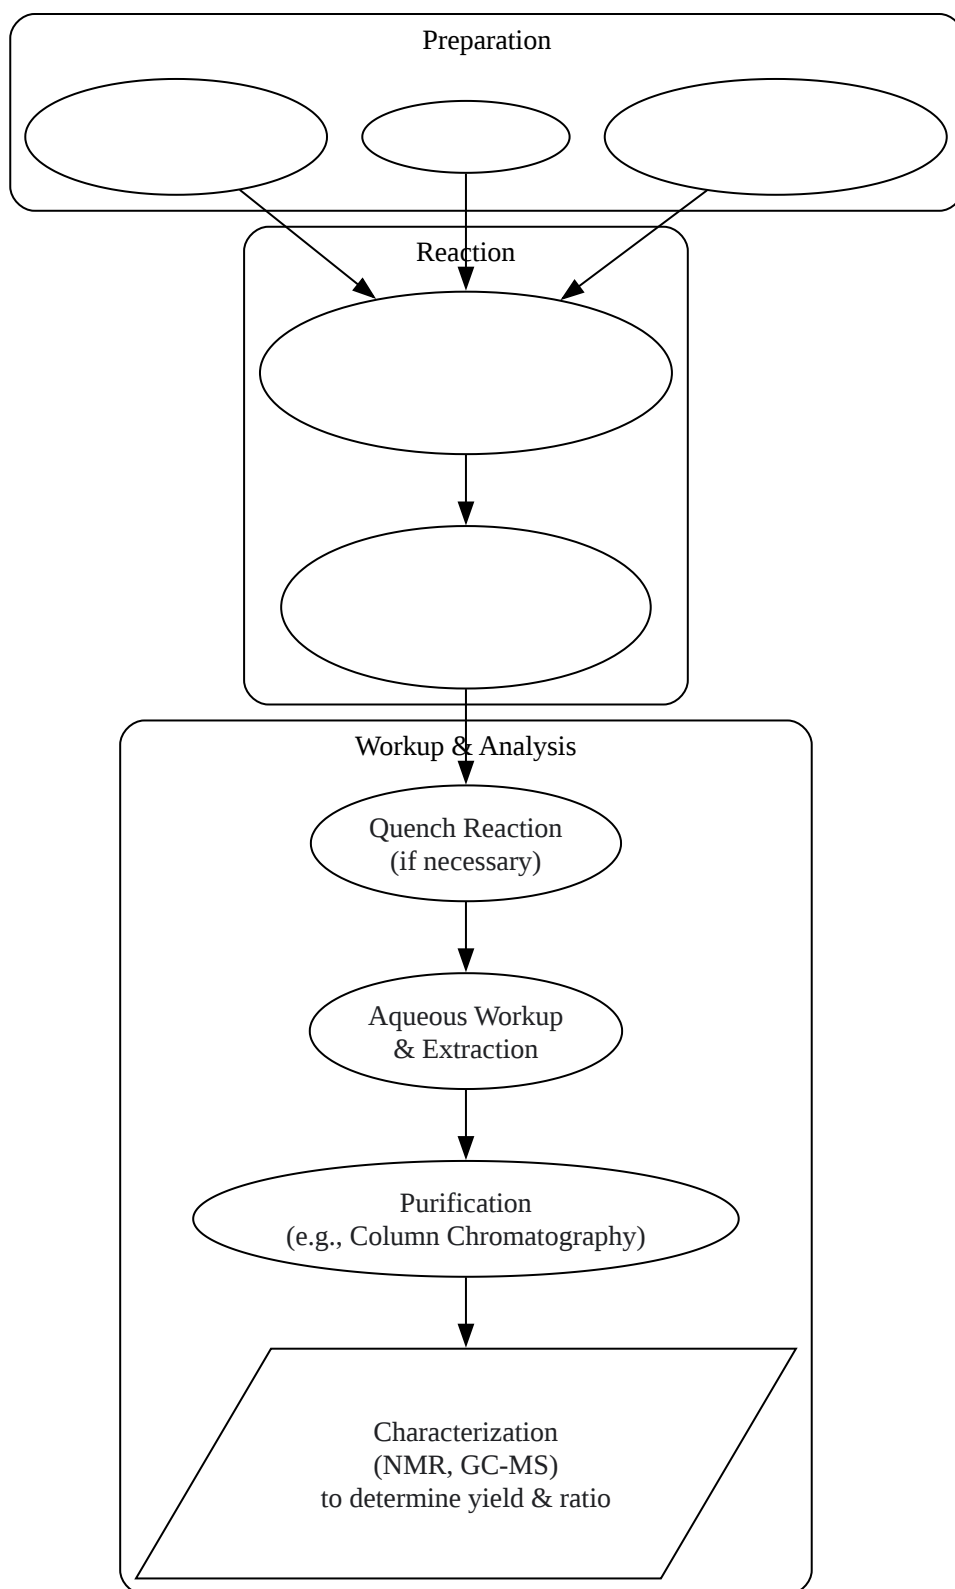 Preparation
Reaction
Workup & Analysis
Quench Reaction
(if necessary)
Aqueous Workup
& Extraction
Purification
(e.g., Column Chromatography)
Characterization
(NMR, GC-MS)
to determine yield & ratio